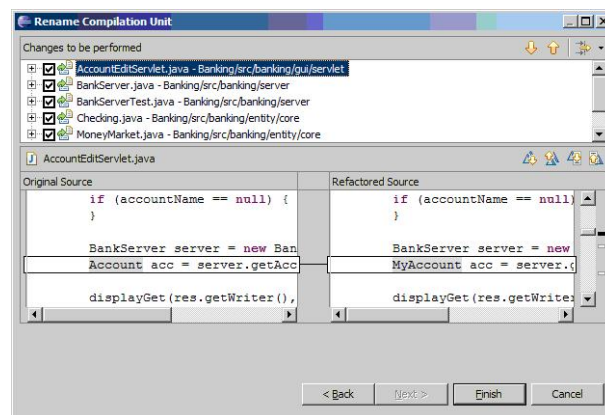 Rename Compilation Unit
Changes to be performed
AccountEditServlet.java - Banking/src/banking/gui/servlet
BankServer.java - Banking/src/banking/server
BankServerTest.java - Banking/src/banking/server
Checking.java - Banking/src/banking/entity/core
MoneyMarket.java - Banking/src/banking/entity/core
AccountEditServlet.java
Original Source
if (accountName == null) {
}
BankServer server = new Ban
Account acc = server.getAcc
displayGet(res.getWriter(),
Refactored Source
if (accountName == null)
}
BankServer server = new
MyAccount acc = server.g
displayGet(res.getWriter
< Back
Next >
Finish
Cancel